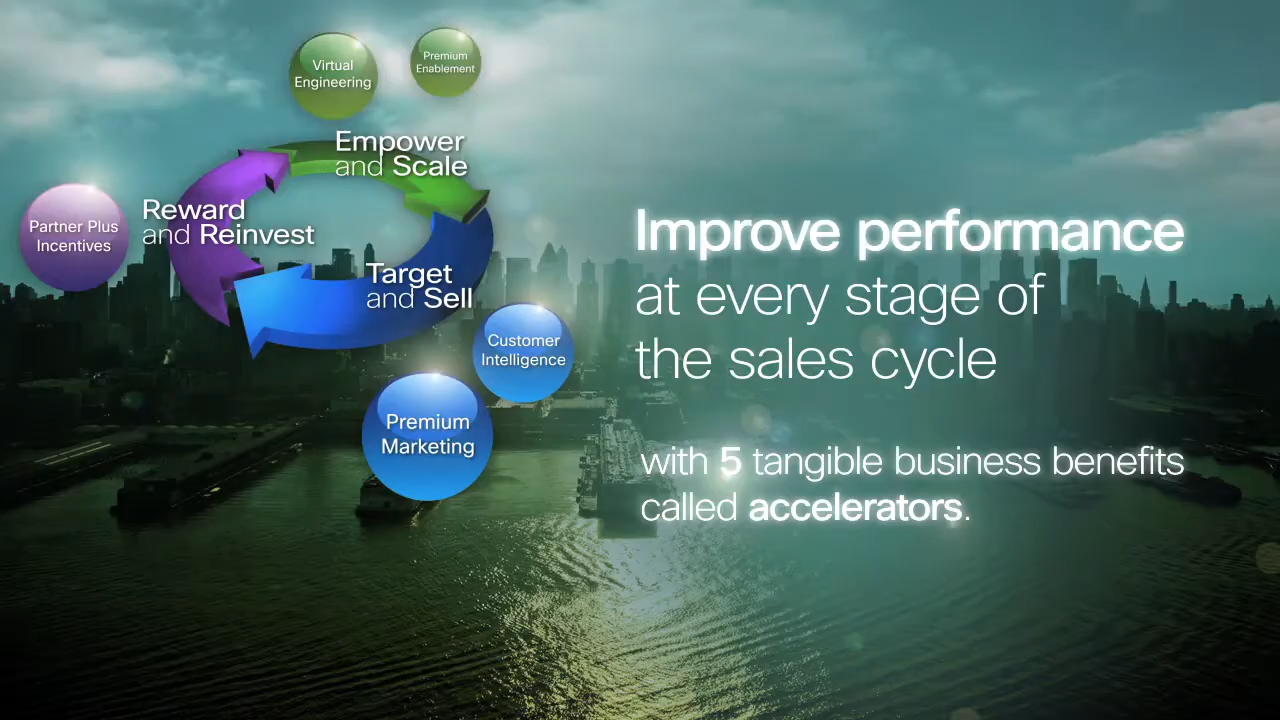 Virtual
Engineering
Premium
Enablement
Empower
and Scale
Partner Plus
Incentives
Reward
and Reinvest
Target
and Sell
Customer
Intelligence
Premium
Marketing
Improve performance
at every stage of
the sales cycle
with 5 tangible business benefits
called accelerators.